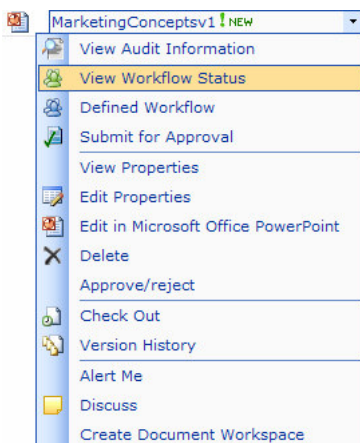 MarketingConceptsv1 ! NEW
View Audit Information
View Workflow Status
Defined Workflow
Submit for Approval
View Properties
Edit Properties
Edit in Microsoft Office PowerPoint
Delete
Approve/reject
Check Out
Version History
Alert Me
Discuss
Create Document Workspace